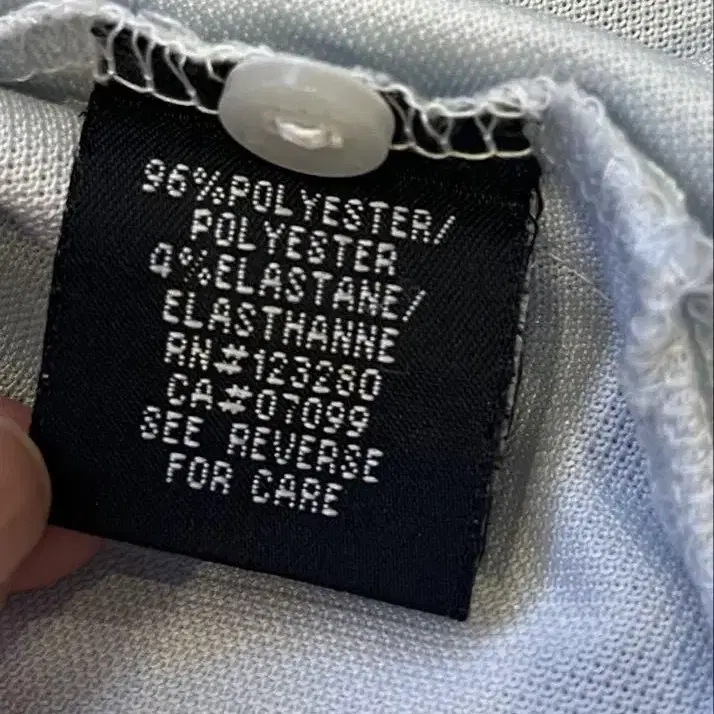 96%POLYESTER/
POLYESTER
4%ELASTANE/
ELASTHANNE
RN#123280
CA#07099
SEE REVERSE
FOR CARE